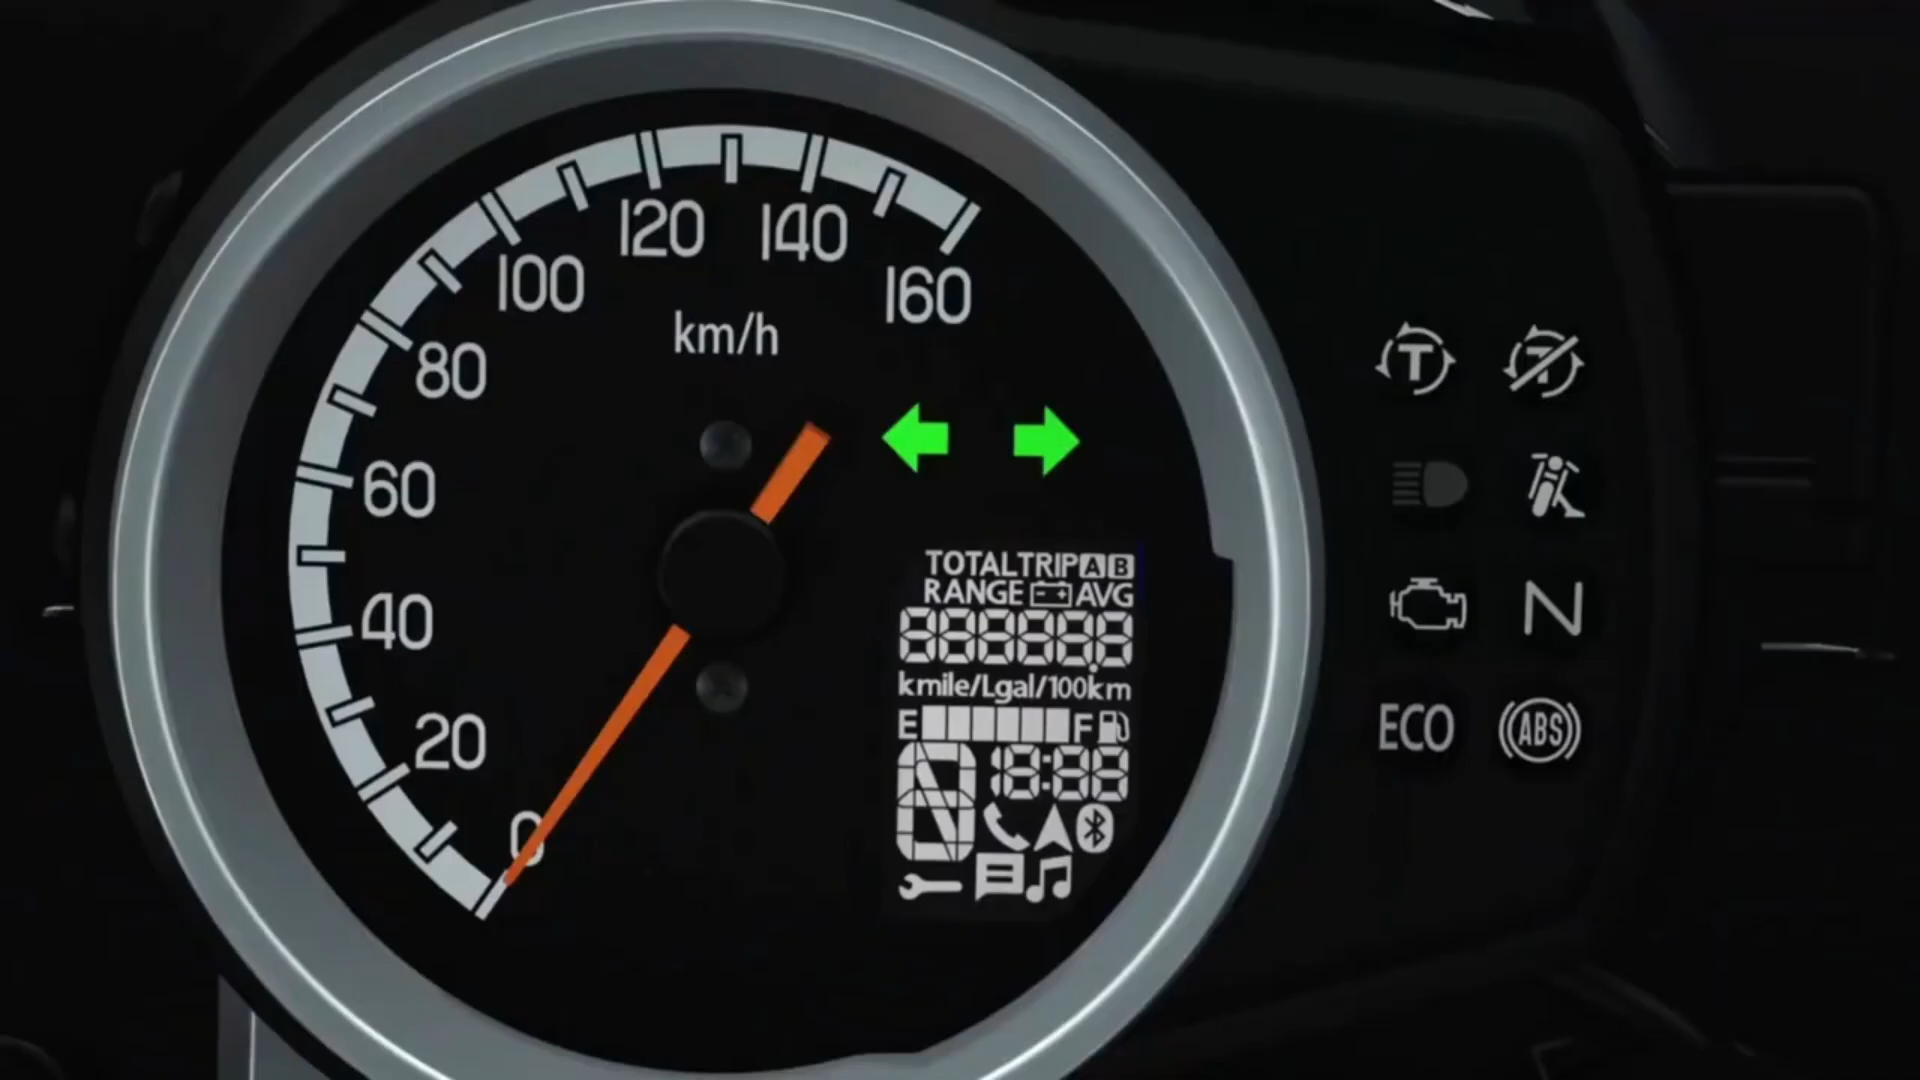 120
140
100
160
km/h
80
T
T
60
TOTAL TRIP A B
RANGE AVG
40
888888
N
kmile/Lgal/100km
20
E F
ECO
ABS
18:88
0